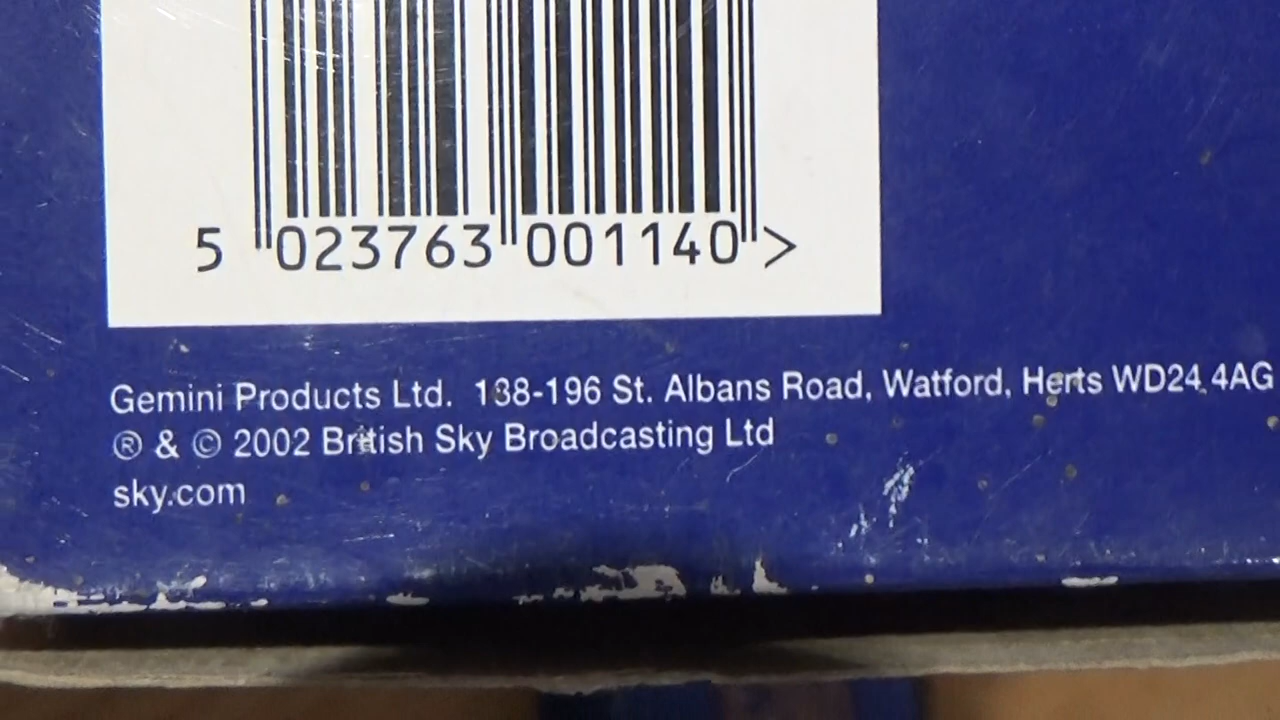 5 023763 001140 >
Gemini Products Ltd. 188-196 St. Albans Road, Watford, Herts WD24 4AG
® & © 2002 British Sky Broadcasting Ltd
sky.com